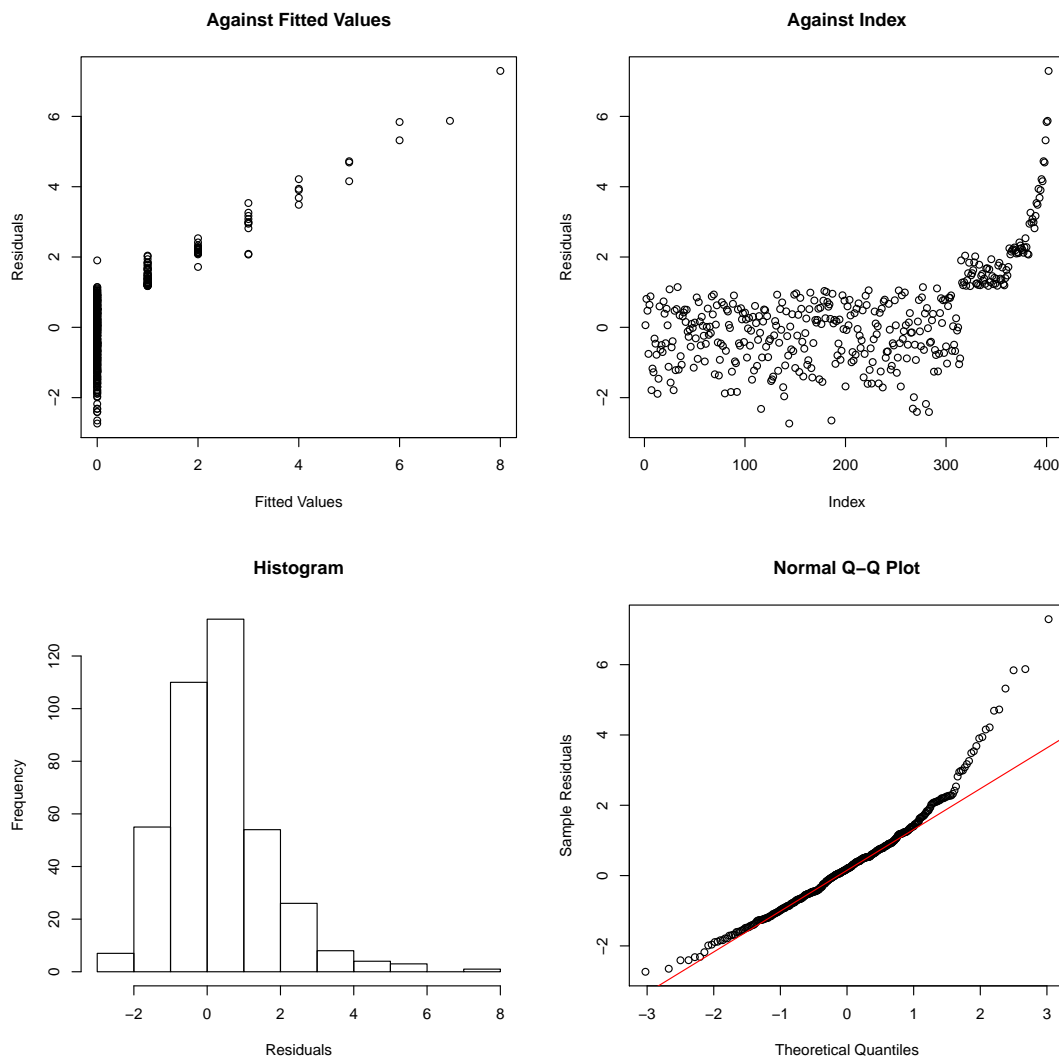 Against Fitted Values
Residuals
−2 0 2 4 6
0 2 4 6 8
Fitted Values
Against Index
Residuals
−2 0 2 4 6
0 100 200 300 400
Index
Histogram
Frequency
0 20 40 60 80 100 120
−2 0 2 4 6 8
Residuals
Normal Q−Q Plot
Sample Residuals
−2 0 2 4 6
−3 −2 −1 0 1 2 3
Theoretical Quantiles